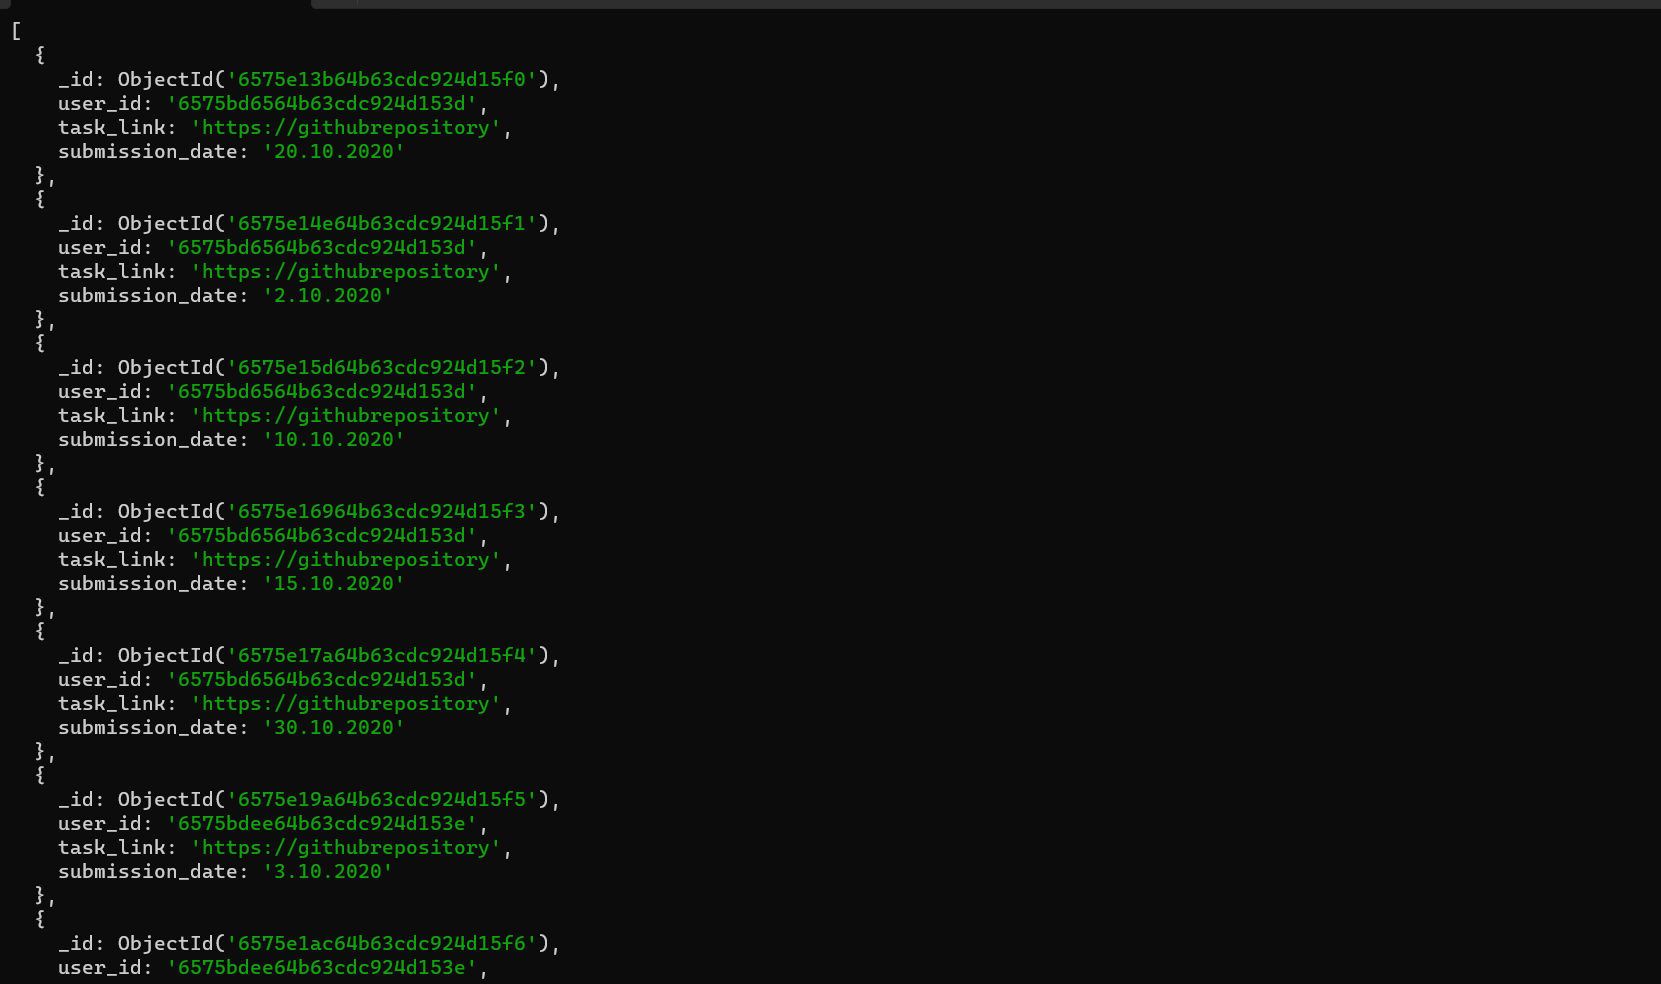 [
  {
    _id: ObjectId('6575e13b64b63cdc924d15f0'),
    user_id: '6575bd6564b63cdc924d153d',
    task_link: 'https://githubrepository',
    submission_date: '20.10.2020'
  },
  {
    _id: ObjectId('6575e14e64b63cdc924d15f1'),
    user_id: '6575bd6564b63cdc924d153d',
    task_link: 'https://githubrepository',
    submission_date: '2.10.2020'
  },
  {
    _id: ObjectId('6575e15d64b63cdc924d15f2'),
    user_id: '6575bd6564b63cdc924d153d',
    task_link: 'https://githubrepository',
    submission_date: '10.10.2020'
  },
  {
    _id: ObjectId('6575e16964b63cdc924d15f3'),
    user_id: '6575bd6564b63cdc924d153d',
    task_link: 'https://githubrepository',
    submission_date: '15.10.2020'
  },
  {
    _id: ObjectId('6575e17a64b63cdc924d15f4'),
    user_id: '6575bd6564b63cdc924d153d',
    task_link: 'https://githubrepository',
    submission_date: '30.10.2020'
  },
  {
    _id: ObjectId('6575e19a64b63cdc924d15f5'),
    user_id: '6575bdee64b63cdc924d153e',
    task_link: 'https://githubrepository',
    submission_date: '3.10.2020'
  },
  {
    _id: ObjectId('6575e1ac64b63cdc924d15f6'),
    user_id: '6575bdee64b63cdc924d153e',